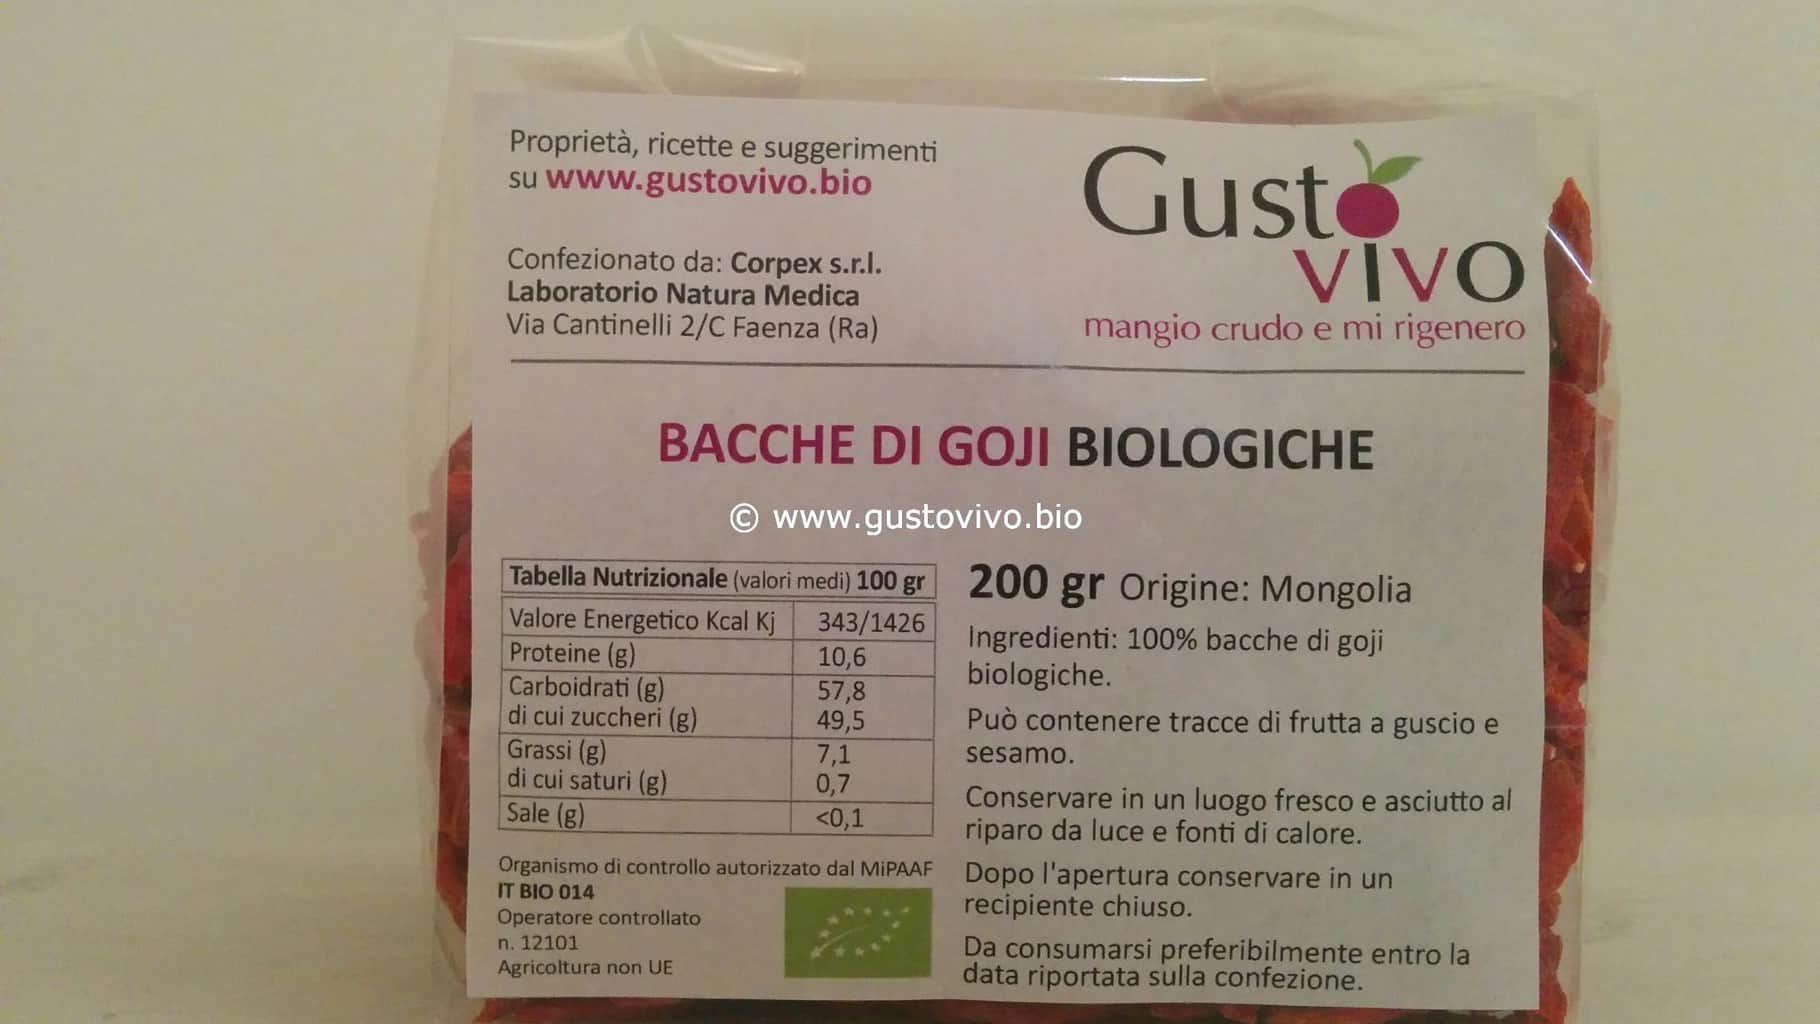 Proprietà, ricette e suggerimenti
su www.gustovivo.bio
Confezionato da: Corpex s.r.l.
Laboratorio Natura Medica
Via Cantinelli 2/C Faenza (Ra)
Gusto
vivo
mangio crudo e mi rigenero
BACCHE DI GOJI BIOLOGICHE
© www.gustovivo.bio
Tabella Nutrizionale (valori medi) 100 gr
Valore Energetico Kcal Kj 343/1426
Proteine (g) 10,6
Carboidrati (g) 57,8
di cui zuccheri (g) 49,5
Grassi (g) 7,1
di cui saturi (g) 0,7
Sale (g) <0,1
Organismo di controllo autorizzato dal MiPAAF
IT BIO 014
Operatore controllato
n. 12101
Agricoltura non UE
200 gr Origine: Mongolia
Ingredienti: 100% bacche di goji
biologiche.
Può contenere tracce di frutta a guscio e
sesamo.
Conservare in un luogo fresco e asciutto al
riparo da luce e fonti di calore.
Dopo l'apertura conservare in un
recipiente chiuso.
Da consumarsi preferibilmente entro la
data riportata sulla confezione.